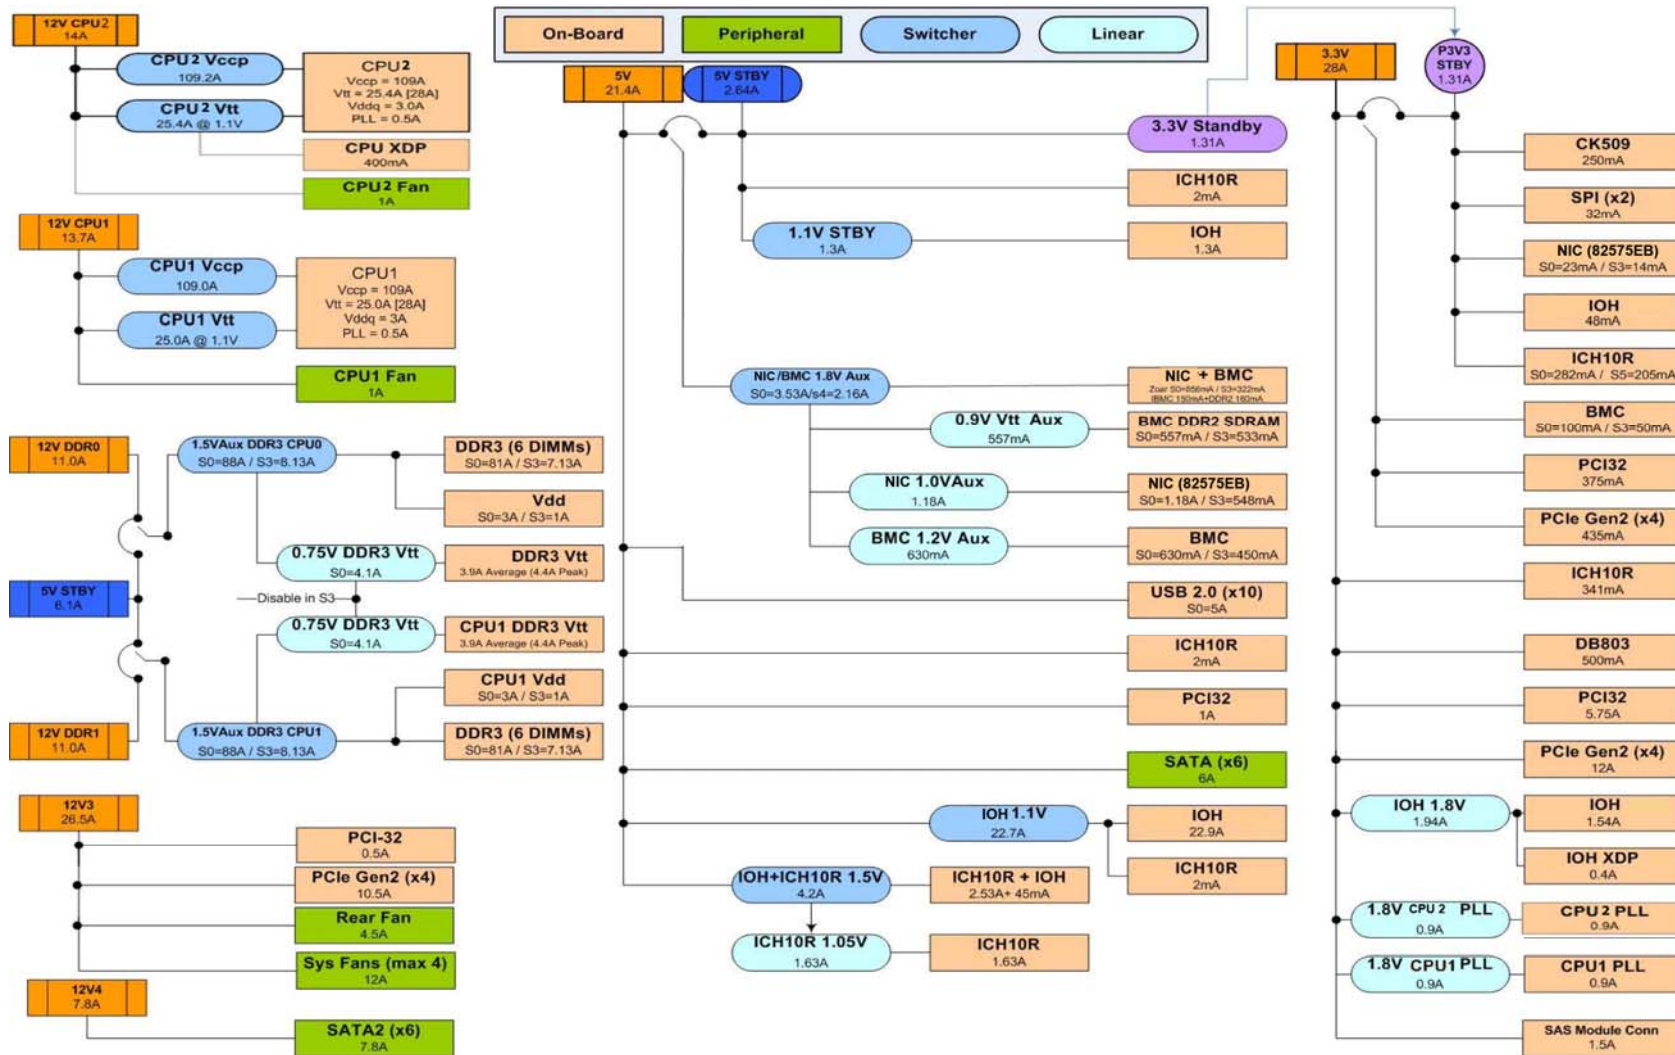 On-Board
Peripheral
Switcher
Linear
12V CPU2
14A
CPU2 Vccp
109.2A
CPU2 Vtt
25.4A @ 1.1V
CPU2
Vccp = 109A
Vtt = 25.4A [28A]
Vddq = 3.0A
PLL = 0.5A
CPU XDP
400mA
CPU2 Fan
1A
12V CPU1
13.7A
CPU1 Vccp
109.0A
CPU1 Vtt
25.0A @ 1.1V
CPU1
Vccp = 109A
Vtt = 25.0A [28A]
Vddq = 3A
PLL = 0.5A
CPU1 Fan
1A
12V DDR0
11.0A
5V STBY
6.1A
12V DDR1
11.0A
1.5VAux DDR3 CPU0
S0=88A / S3=8.13A
DDR3 (6 DIMMs)
S0=81A / S3=7.13A
Vdd
S0=3A / S3=1A
0.75V DDR3 Vtt
S0=4.1A
DDR3 Vtt
3.9A Average (4.4A Peak)
Disable in S3
0.75V DDR3 Vtt
S0=4.1A
CPU1 DDR3 Vtt
3.9A Average (4.4A Peak)
CPU1 Vdd
S0=3A / S3=1A
1.5VAux DDR3 CPU1
S0=88A / S3=8.13A
DDR3 (6 DIMMs)
S0=81A / S3=7.13A
12V3
26.5A
PCI-32
0.5A
PCIe Gen2 (x4)
10.5A
Rear Fan
4.5A
Sys Fans (max 4)
12A
12V4
7.8A
SATA2 (x6)
7.8A
5V
21.4A
5V STBY
2.64A
3.3V Standby
1.31A
ICH10R
2mA
1.1V STBY
1.3A
IOH
1.3A
NIC/BMC 1.8V Aux
S0=3.53A/s4=2.16A
NIC + BMC
Zoar S0=856mA / S3=322mA
IBMC 150mA+DDR2 160mA
0.9V Vtt Aux
557mA
BMC DDR2 SDRAM
S0=557mA / S3=533mA
NIC 1.0VAux
1.18A
NIC (82575EB)
S0=1.18A / S3=548mA
BMC 1.2V Aux
630mA
BMC
S0=630mA / S3=450mA
USB 2.0 (x10)
S0=5A
ICH10R
2mA
PCI32
1A
SATA (x6)
6A
IOH 1.1V
22.7A
IOH
22.9A
ICH10R
2mA
IOH+ICH10R 1.5V
4.2A
ICH10R + IOH
2.53A+ 45mA
ICH10R 1.05V
1.63A
ICH10R
1.63A
3.3V
28A
P3V3
STBY
1.31A
CK509
250mA
SPI (x2)
32mA
NIC (82575EB)
S0=23mA / S3=14mA
IOH
48mA
ICH10R
S0=282mA / S5=205mA
BMC
S0=100mA / S3=50mA
PCI32
375mA
PCIe Gen2 (x4)
435mA
ICH10R
341mA
DB803
500mA
PCI32
5.75A
PCIe Gen2 (x4)
12A
IOH 1.8V
1.94A
IOH
1.54A
IOH XDP
0.4A
1.8V CPU 2 PLL
0.9A
CPU 2 PLL
0.9A
1.8V CPU1 PLL
0.9A
CPU1 PLL
0.9A
SAS Module Conn
1.5A